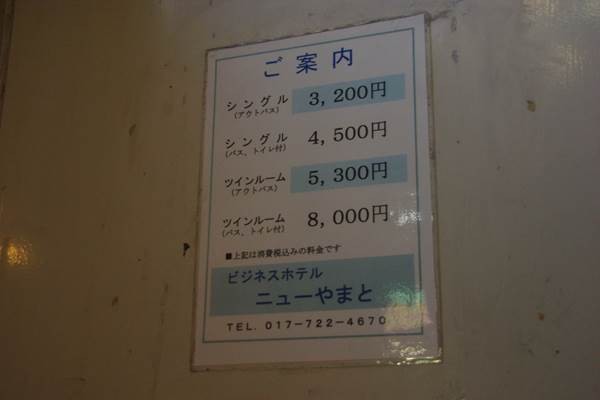 ご案内
シングル 3,200円
(アウトバス)
シングル 4,500円
(バス、トイレ付)
ツインルーム 5,300円
(アウトバス)
ツインルーム 8,000円
(バス、トイレ付)
■上記は消費税込みの料金です
ビジネスホテル
ニューやまと
TEL. 017-722-4670